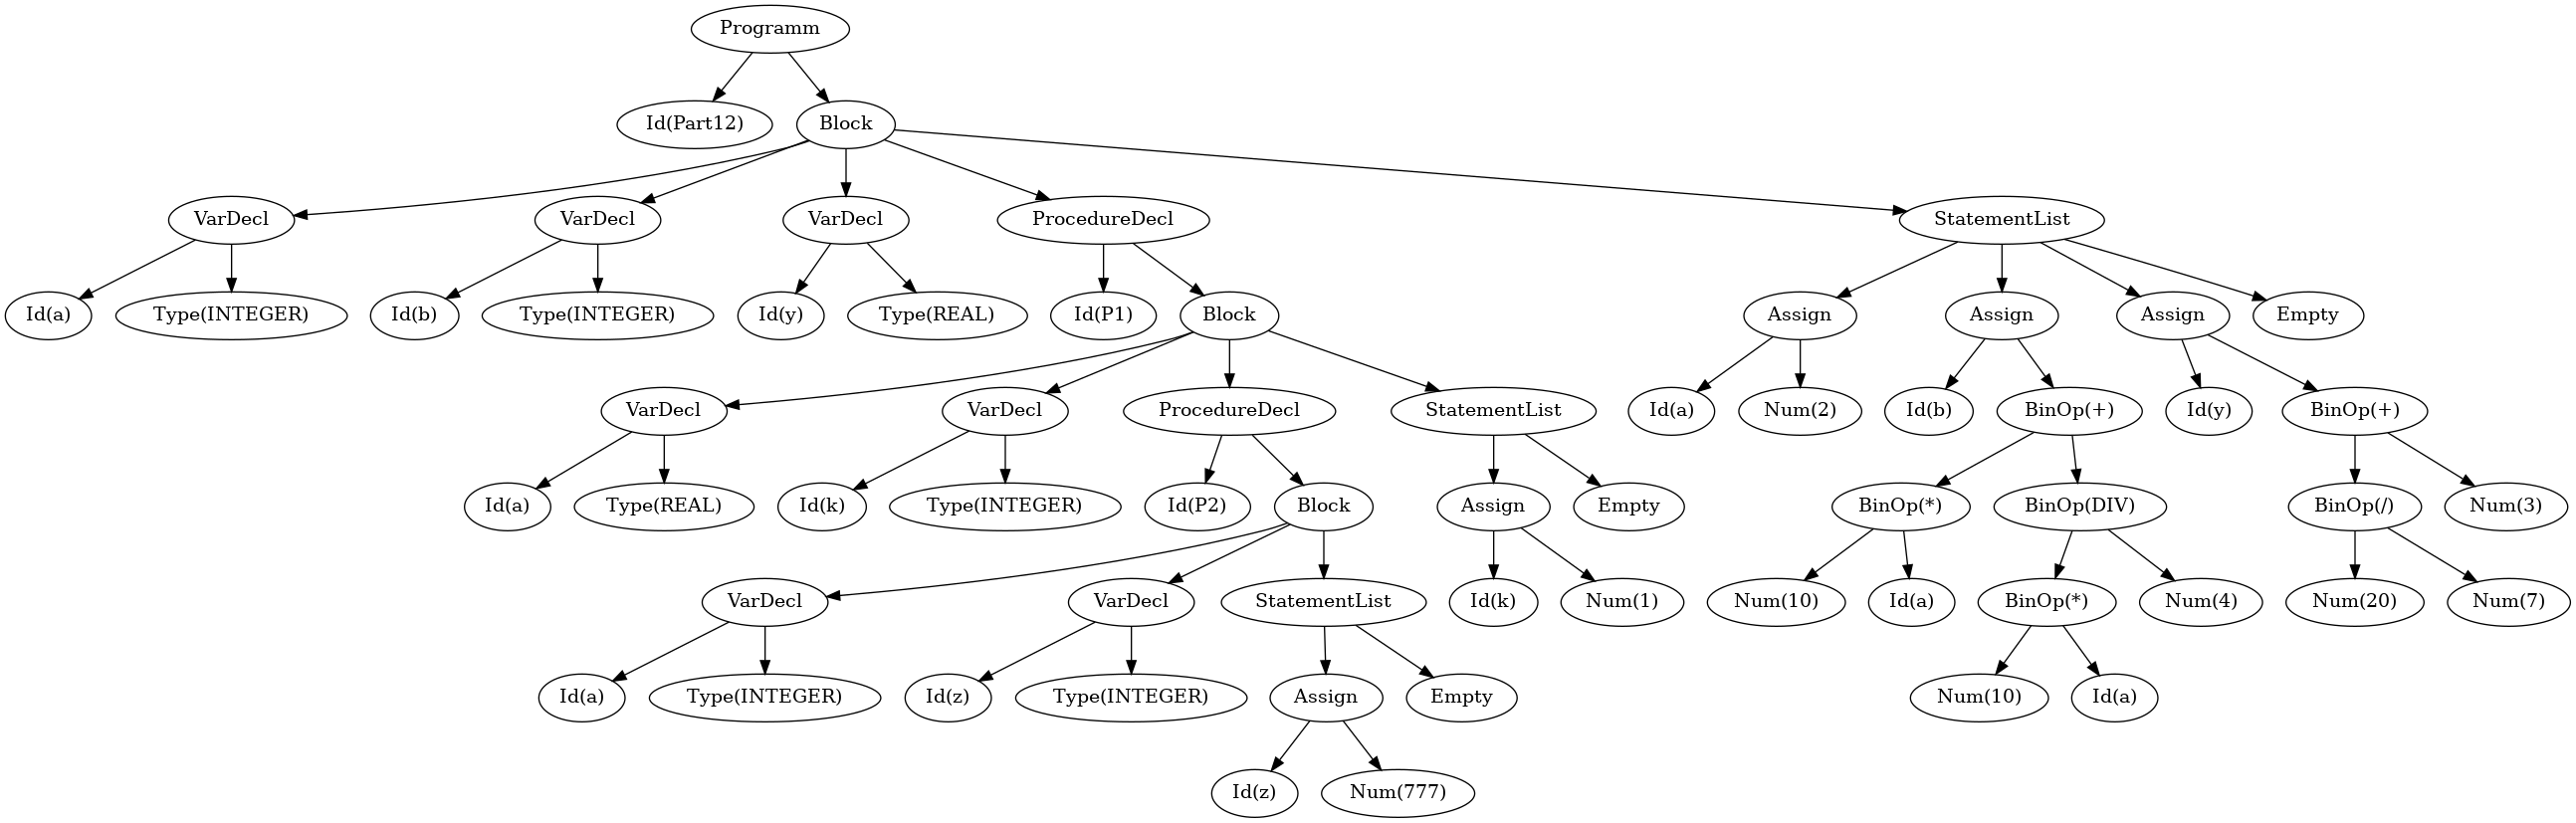 Programm
Id(Part12) Block
VarDecl VarDecl VarDecl ProcedureDecl StatementList
Id(a) Type(INTEGER) Id(b) Type(INTEGER) Id(y) Type(REAL) Id(P1) Block Assign Assign Assign Empty
VarDecl VarDecl ProcedureDecl StatementList Id(a) Num(2) Id(b) BinOp(+) Id(y) BinOp(+)
Id(a) Type(REAL) Id(k) Type(INTEGER) Id(P2) Block Assign Empty BinOp(*) BinOp(DIV) BinOp(/) Num(3)
VarDecl VarDecl StatementList Id(k) Num(1) Num(10) Id(a) BinOp(*) Num(4) Num(20) Num(7)
Id(a) Type(INTEGER) Id(z) Type(INTEGER) Assign Empty Num(10) Id(a)
Id(z) Num(777)